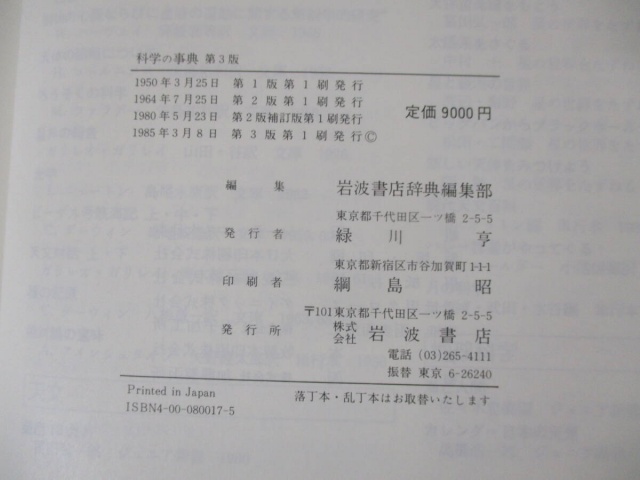 科学の事典 第3版
1950年3月25日 第1版第1刷発行
1964年7月25日 第2版第1刷発行
1980年5月23日 第2版補訂版第1刷発行
1985年3月8日 第3版第1刷発行©
定価 9000円
編集 岩波書店辞典編集部
東京都千代田区一ツ橋 2-5-5
発行者 緑川亨
東京都新宿区市谷加賀町 1-1-1
印刷者 綱島昭
〒101東京都千代田区一ツ橋 2-5-5
発行所 株式会社 岩波書店
電話 (03)265-4111
振替 東京 6-26240
Printed in Japan
ISBN4-00-080017-5
落丁本・乱丁本はお取替いたします